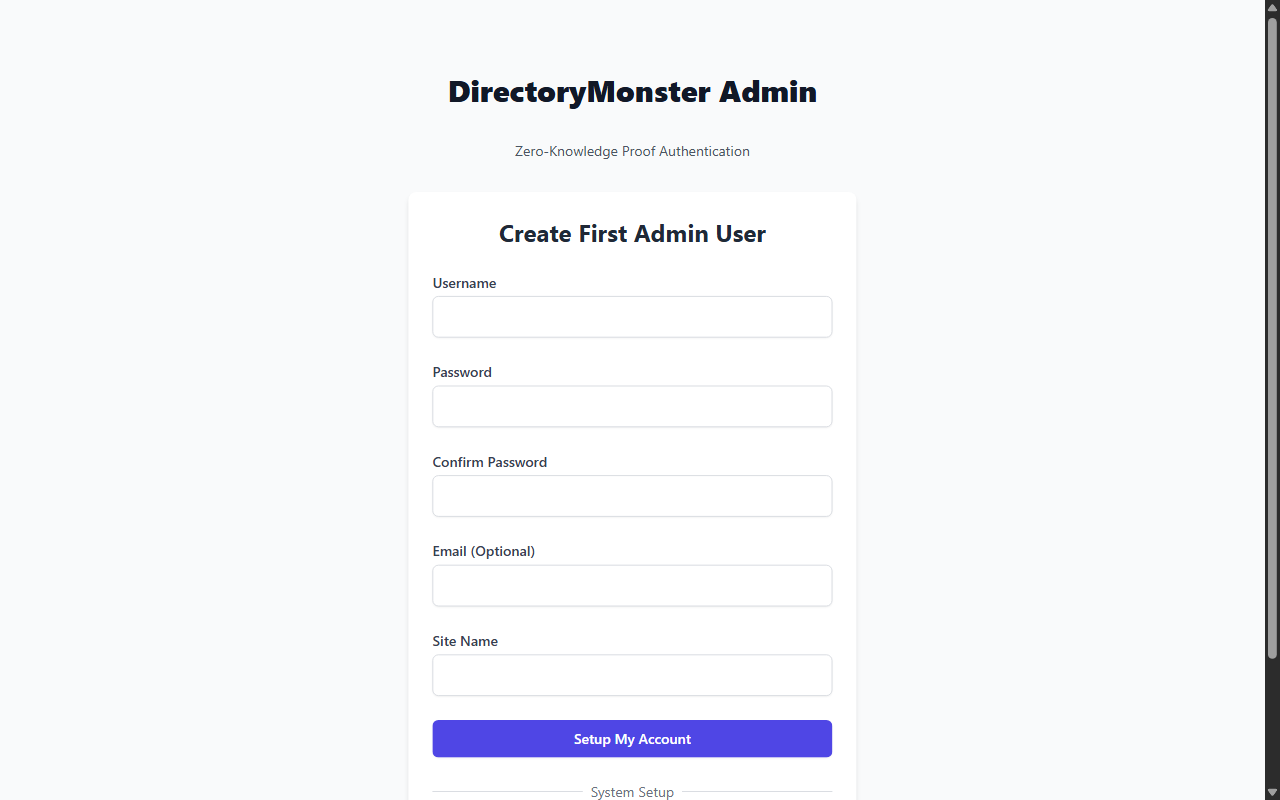 DirectoryMonster Admin
Zero-Knowledge Proof Authentication
Create First Admin User
Username
Password
Confirm Password
Email (Optional)
Site Name
Setup My Account
System Setup